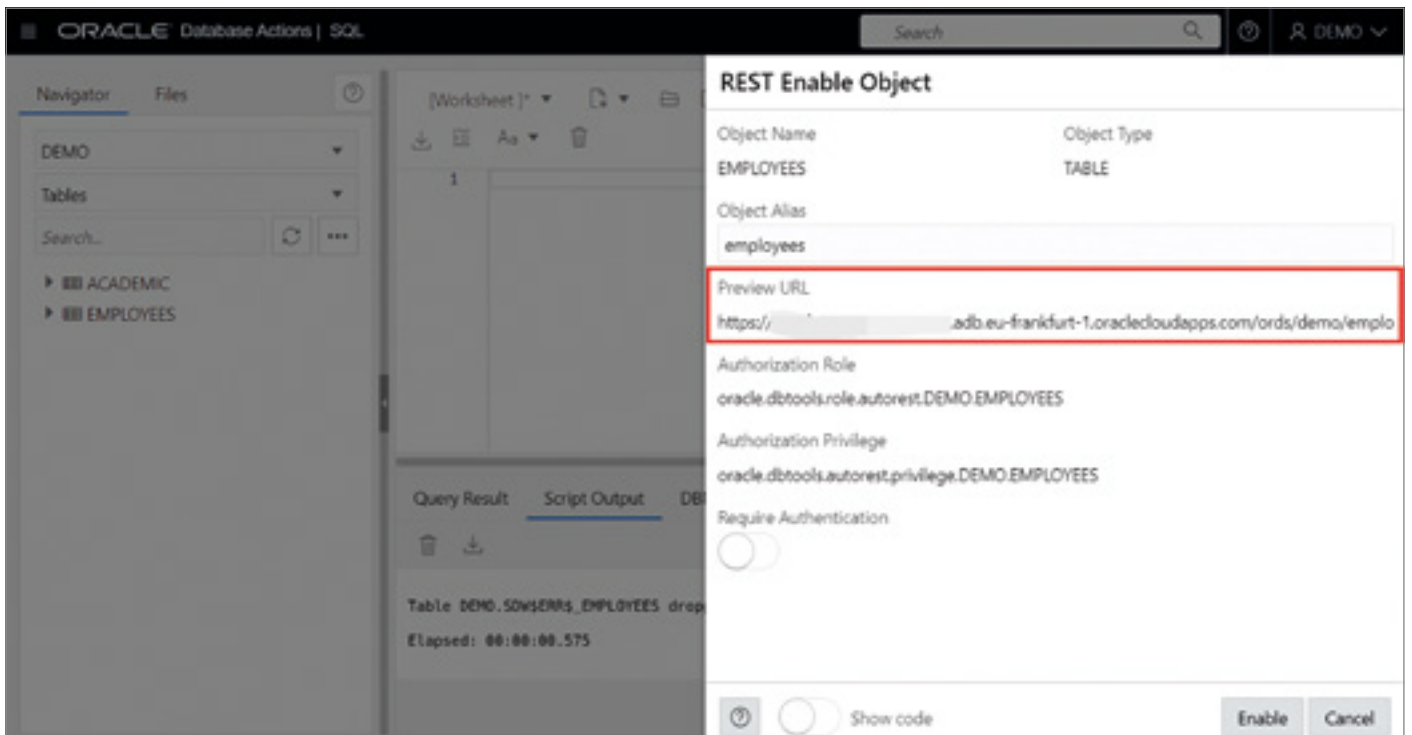 ORACLE Database Actions | SQL
Search
DEMO
Navigator Files
[Worksheet ]*
DEMO
Aa
Tables
1
Search...
ACADEMIC
EMPLOYEES
Query Result Script Output DB
Table DEMO.SDW$ERR$_EMPLOYEES drop
Elapsed: 00:00:00.575
REST Enable Object
Object Name Object Type
EMPLOYEES TABLE
Object Alias
employees
Preview URL
https:// .adb.eu-frankfurt-1.oraclecloudapps.com/ords/demo/emplo
Authorization Role
oracle.dbtools.role.autorest.DEMO.EMPLOYEES
Authorization Privilege
oracle.dbtools.autorest.privilege.DEMO.EMPLOYEES
Require Authentication
Show code Enable Cancel